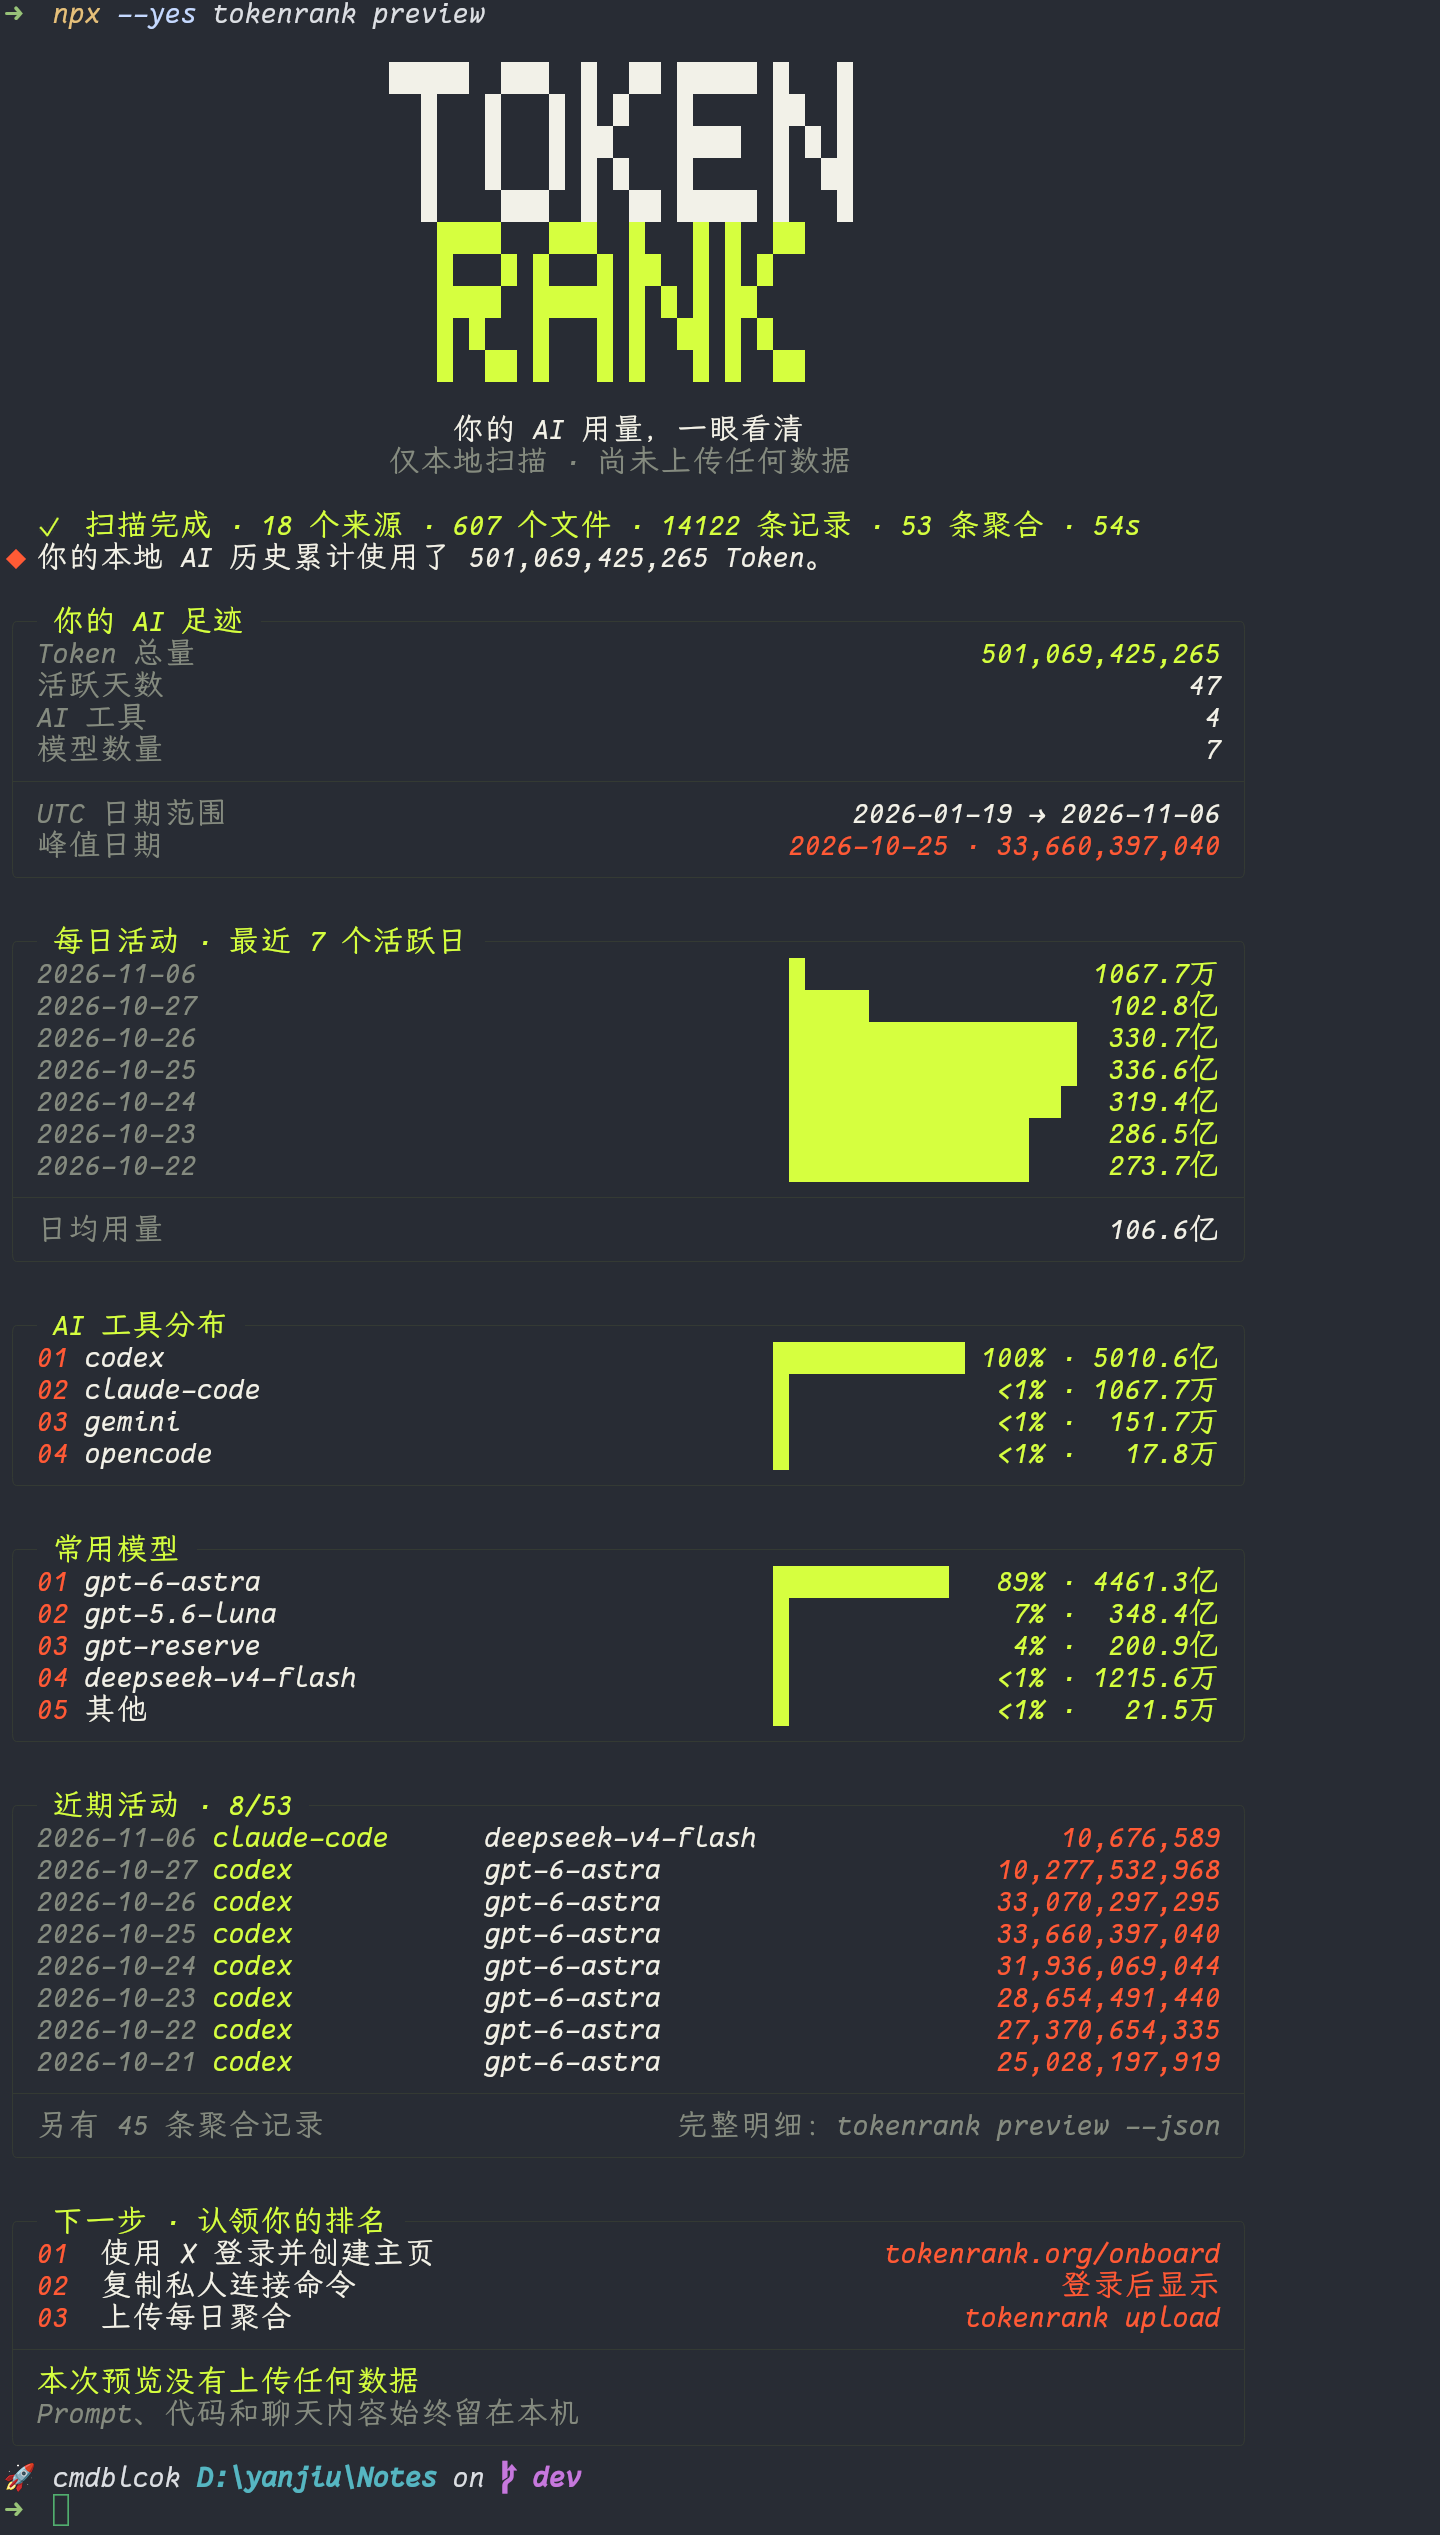 ➜ npx --yes tokenrank preview
TOKEN
RANK
你的 AI 用量，一眼看清
仅本地扫描 · 尚未上传任何数据
✓ 扫描完成 · 18 个来源 · 607 个文件 · 14122 条记录 · 53 条聚合 · 54s
◆ 你的本地 AI 历史累计使用了 501,069,425,265 Token。
你的 AI 足迹
Token 总量 501,069,425,265
活跃天数 47
AI 工具 4
模型数量 7
UTC 日期范围 2026-01-19 → 2026-11-06
峰值日期 2026-10-25 · 33,660,397,040
每日活动 · 最近 7 个活跃日
2026-11-06 1067.7万
2026-10-27 102.8亿
2026-10-26 330.7亿
2026-10-25 336.6亿
2026-10-24 319.4亿
2026-10-23 286.5亿
2026-10-22 273.7亿
日均用量 106.6亿
AI 工具分布
01 codex 100% · 5010.6亿
02 claude-code <1% · 1067.7万
03 gemini <1% · 151.7万
04 opencode <1% · 17.8万
常用模型
01 gpt-6-astra 89% · 4461.3亿
02 gpt-5.6-luna 7% · 348.4亿
03 gpt-reserve 4% · 200.9亿
04 deepseek-v4-flash <1% · 1215.6万
05 其他 <1% · 21.5万
近期活动 · 8/53
2026-11-06 claude-code deepseek-v4-flash 10,676,589
2026-10-27 codex gpt-6-astra 10,277,532,968
2026-10-26 codex gpt-6-astra 33,070,297,295
2026-10-25 codex gpt-6-astra 33,660,397,040
2026-10-24 codex gpt-6-astra 31,936,069,044
2026-10-23 codex gpt-6-astra 28,654,491,440
2026-10-22 codex gpt-6-astra 27,370,654,335
2026-10-21 codex gpt-6-astra 25,028,197,919
另有 45 条聚合记录 完整明细：tokenrank preview --json
下一步 · 认领你的排名
01 使用 X 登录并创建主页 tokenrank.org/onboard
02 复制私人连接命令 登录后显示
03 上传每日聚合 tokenrank upload
本次预览没有上传任何数据
Prompt、代码和聊天内容始终留在本机
🚀 cmdblcok D:\yanjiu\Notes on dev
➜